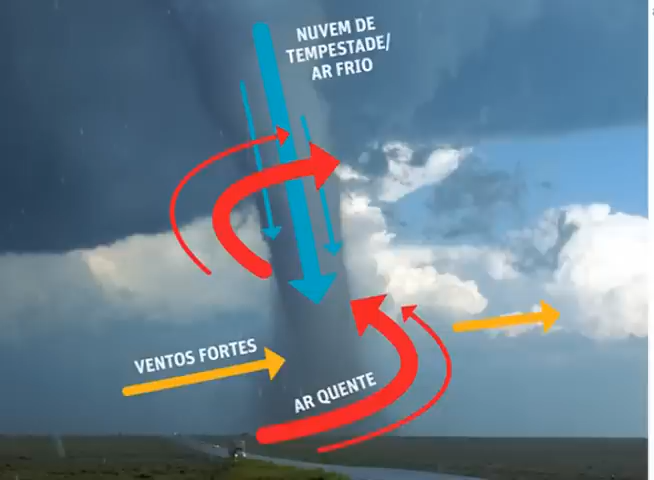 NUVEM DE
TEMPESTADE/
AR FRIO
VENTOS FORTES
AR QUENTE